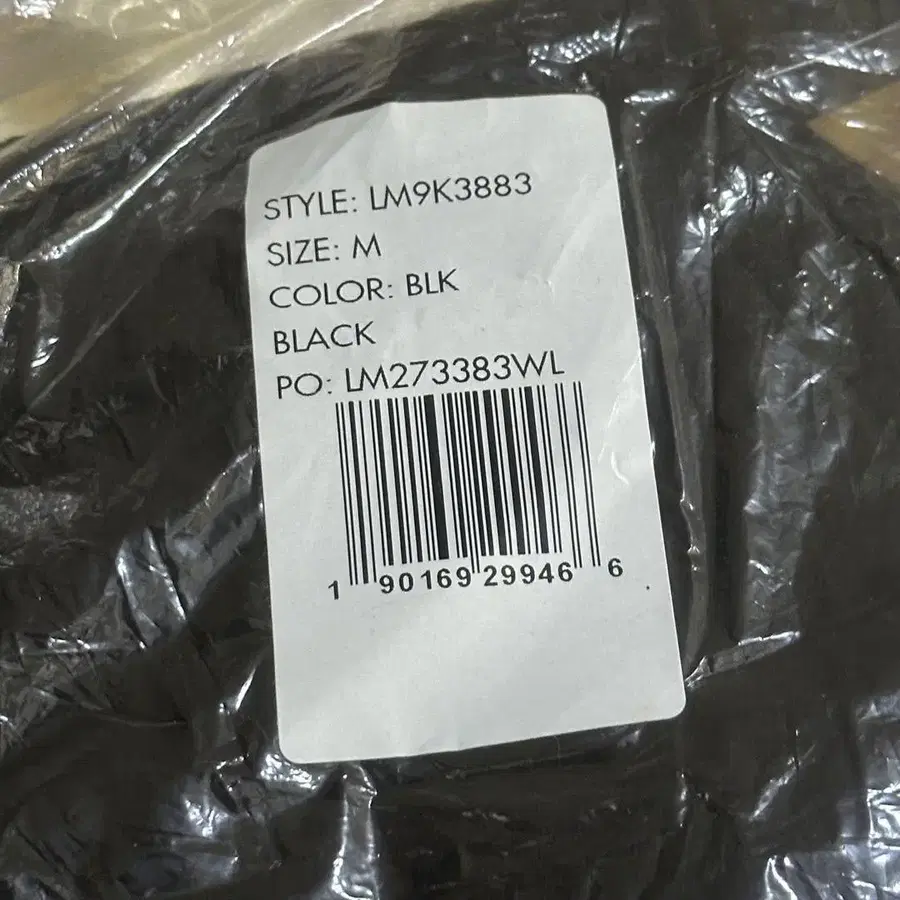 STYLE: LM9K3883
SIZE: M
COLOR: BLK
BLACK
PO: LM273383WL
1 90169 29946 6